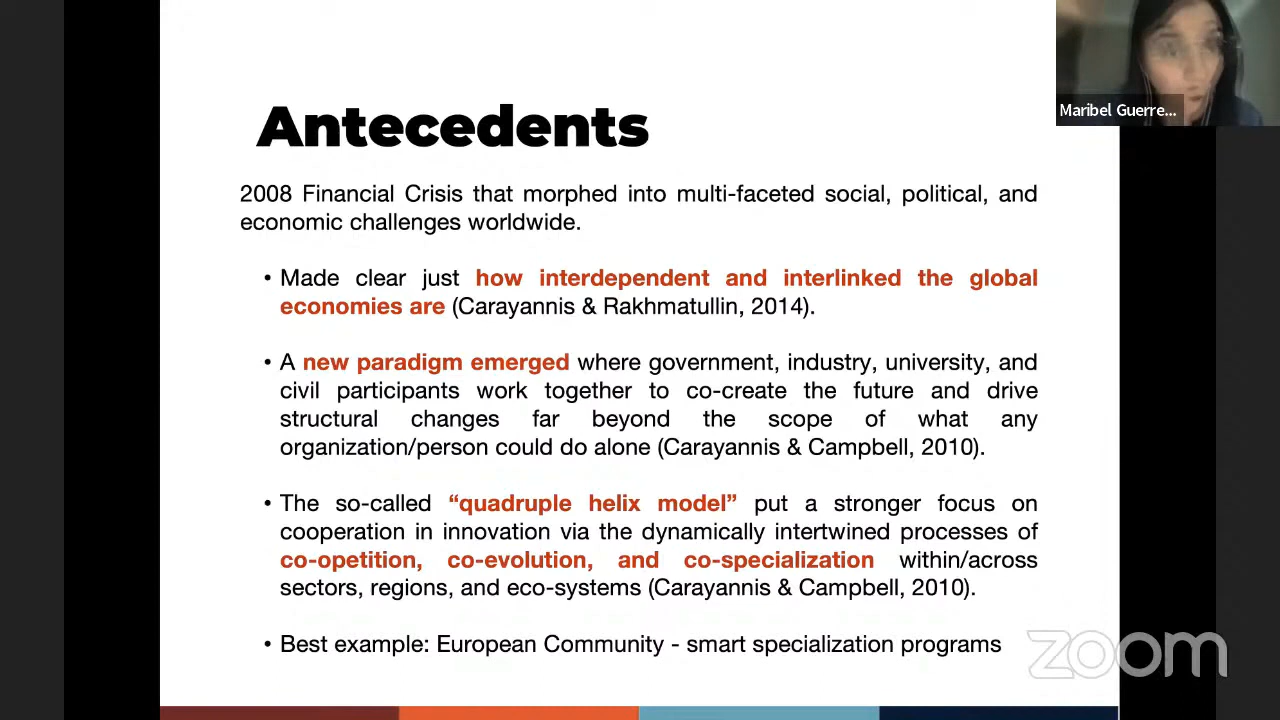 Antecedents
Maribel Guerre...
2008 Financial Crisis that morphed into multi-faceted social, political, and
economic challenges worldwide.
• Made clear just how interdependent and interlinked the global
economies are (Carayannis & Rakhmatullin, 2014).
• A new paradigm emerged where government, industry, university, and
civil participants work together to co-create the future and drive
structural changes far beyond the scope of what any
organization/person could do alone (Carayannis & Campbell, 2010).
• The so-called “quadruple helix model” put a stronger focus on
cooperation in innovation via the dynamically intertwined processes of
co-opetition, co-evolution, and co-specialization within/across
sectors, regions, and eco-systems (Carayannis & Campbell, 2010).
• Best example: European Community - smart specialization programs
zoom